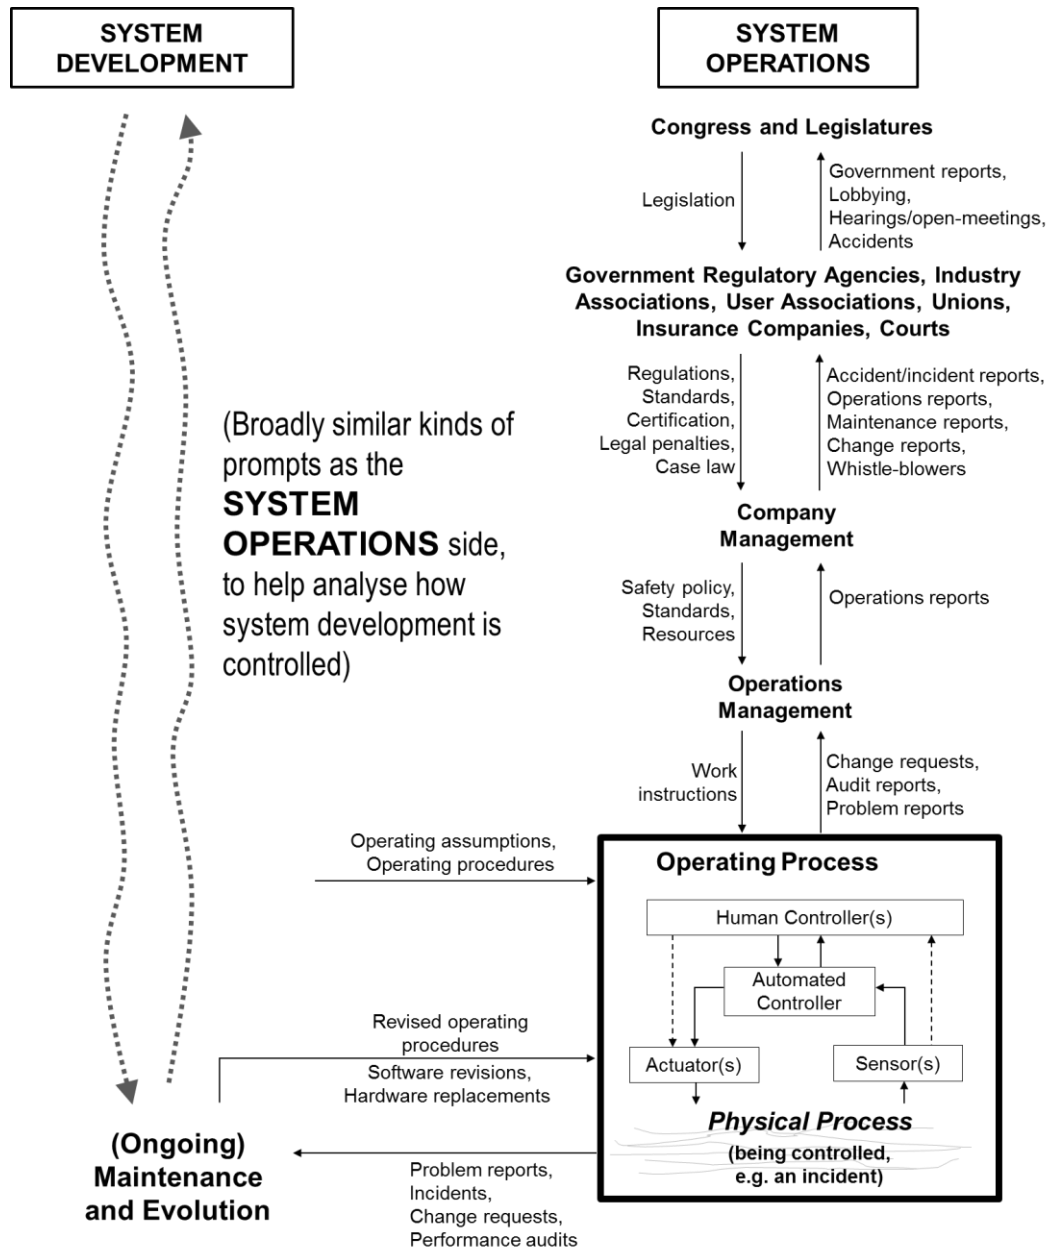 SYSTEM
DEVELOPMENT
SYSTEM
OPERATIONS
Congress and Legislatures
Legislation
Government reports,
Lobbying,
Hearings/open-meetings,
Accidents
Government Regulatory Agencies, Industry
Associations, User Associations, Unions,
Insurance Companies, Courts
Regulations,
Standards,
Certification,
Legal penalties,
Case law
Accident/incident reports,
Operations reports,
Maintenance reports,
Change reports,
Whistle-blowers
(Broadly similar kinds of
prompts as the
SYSTEM
OPERATIONS side,
to help analyse how
system development is
controlled)
Company
Management
Safety policy,
Standards,
Resources
Operations reports
Operations
Management
Work
instructions
Change requests,
Audit reports,
Problem reports
Operating assumptions,
Operating procedures
Operating Process
Human Controller(s)
Automated
Controller
Actuator(s)
Sensor(s)
Physical Process
(being controlled,
e.g. an incident)
Revised operating
procedures
Software revisions,
Hardware replacements
(Ongoing)
Maintenance
and Evolution
Problem reports,
Incidents,
Change requests,
Performance audits